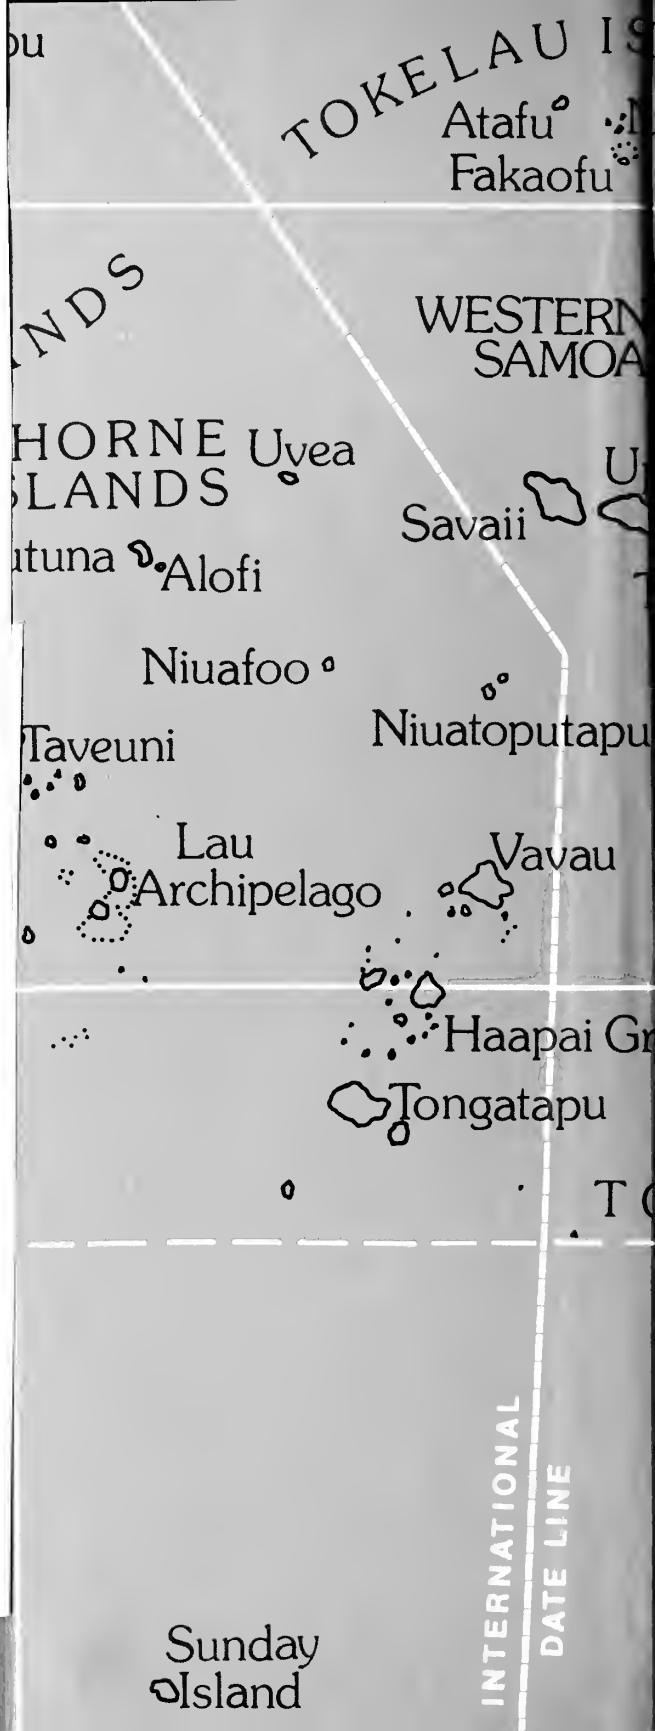 TOKELAU
Atafu
Fakaofu
WESTERN
SAMOA
HORNE
Uvea
Savaii
Alofi
Niuafoo
Niuatoputapu
Taveuni
Lau
Archipelago
Vavau
Haapai
Tongatapu
INTERNATIONAL
DATE LINE
Sunday
Island